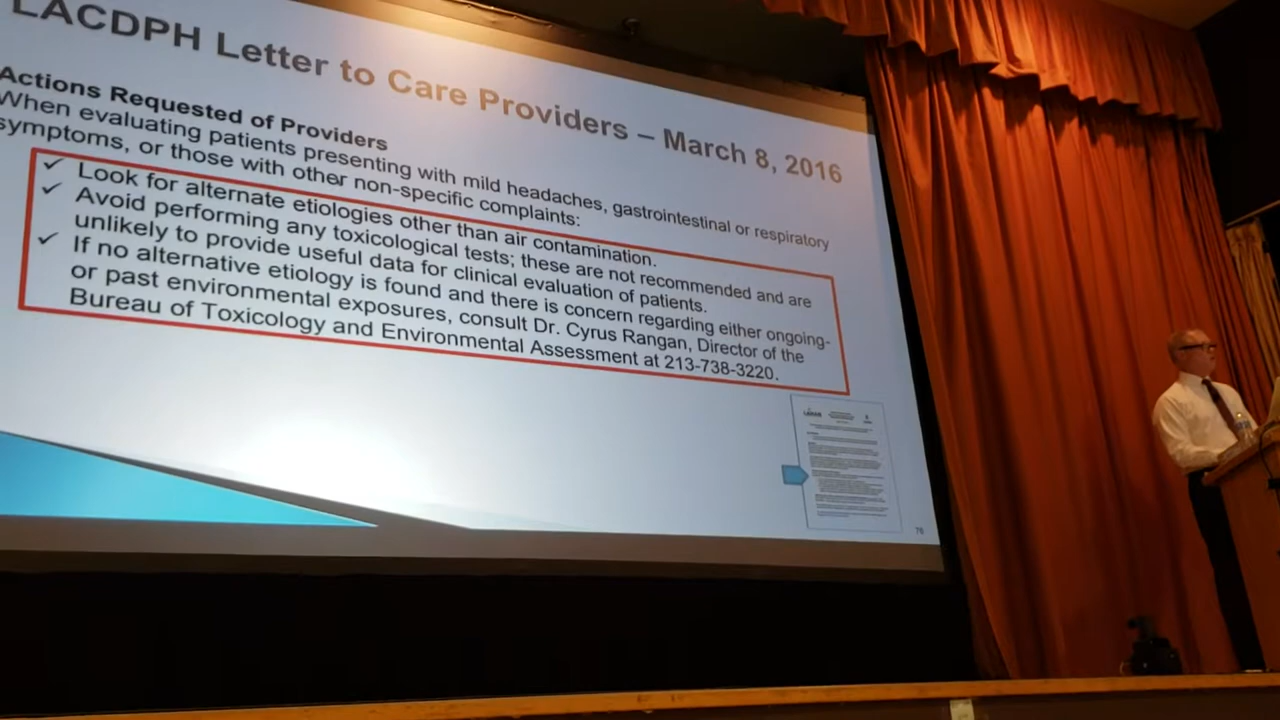 LACDPH Letter to Care Providers – March 8, 2016
Actions Requested of Providers
When evaluating patients presenting with mild headaches, gastrointestinal or respiratory
symptoms, or those with other non-specific complaints:
✓ Look for alternate etiologies other than air contamination.
✓ Avoid performing any toxicological tests; these are not recommended and are
unlikely to provide useful data for clinical evaluation of patients.
✓ If no alternative etiology is found and there is concern regarding either ongoing-
or past environmental exposures, consult Dr. Cyrus Rangan, Director of the
Bureau of Toxicology and Environmental Assessment at 213-738-3220.
76